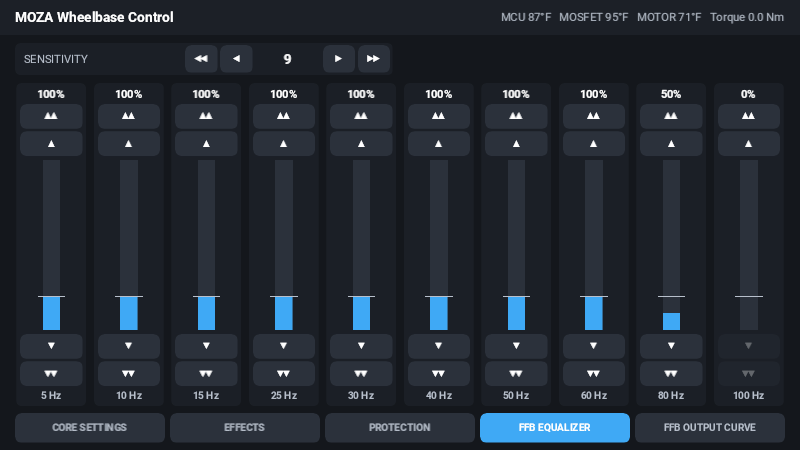 MOZA Wheelbase Control
MCU 87°F MOSFET 95°F MOTOR 71°F Torque 0.0 Nm
SENSITIVITY 9
100% 100% 100% 100% 100% 100% 100% 100% 50% 0%
5 Hz 10 Hz 15 Hz 25 Hz 30 Hz 40 Hz 50 Hz 60 Hz 80 Hz 100 Hz
CORE SETTINGS EFFECTS PROTECTION FFB EQUALIZER FFB OUTPUT CURVE